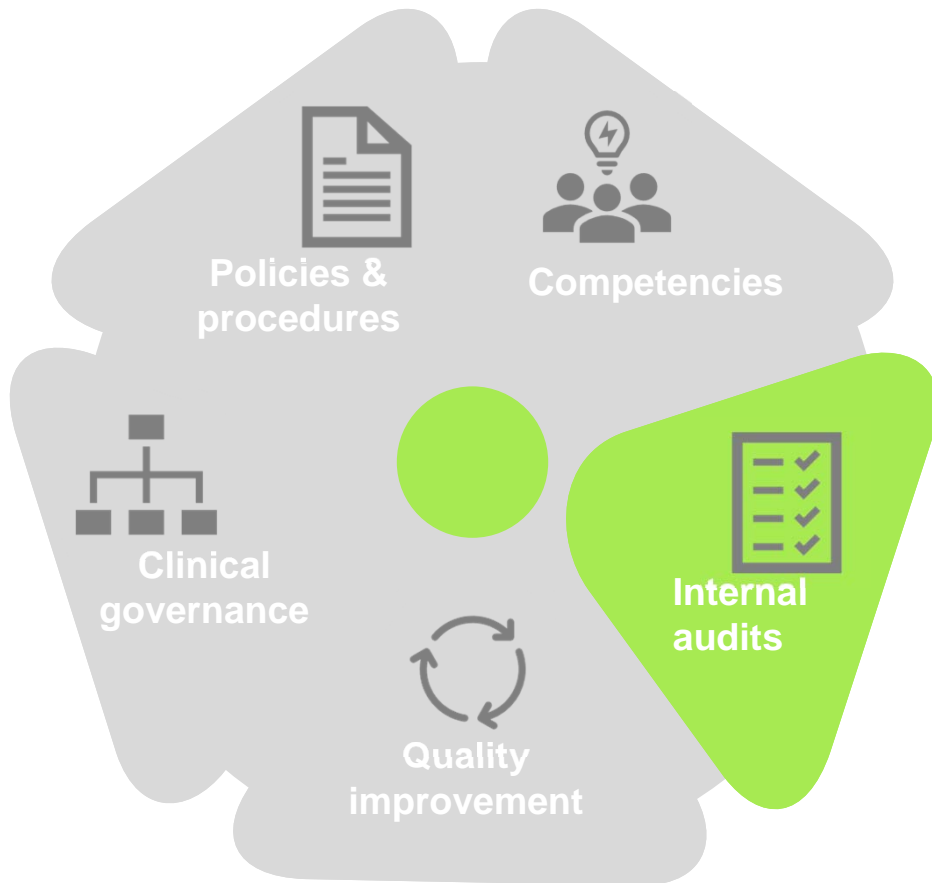 Policies &
procedures
Competencies
Internal
audits
Quality
improvement
Clinical
governance